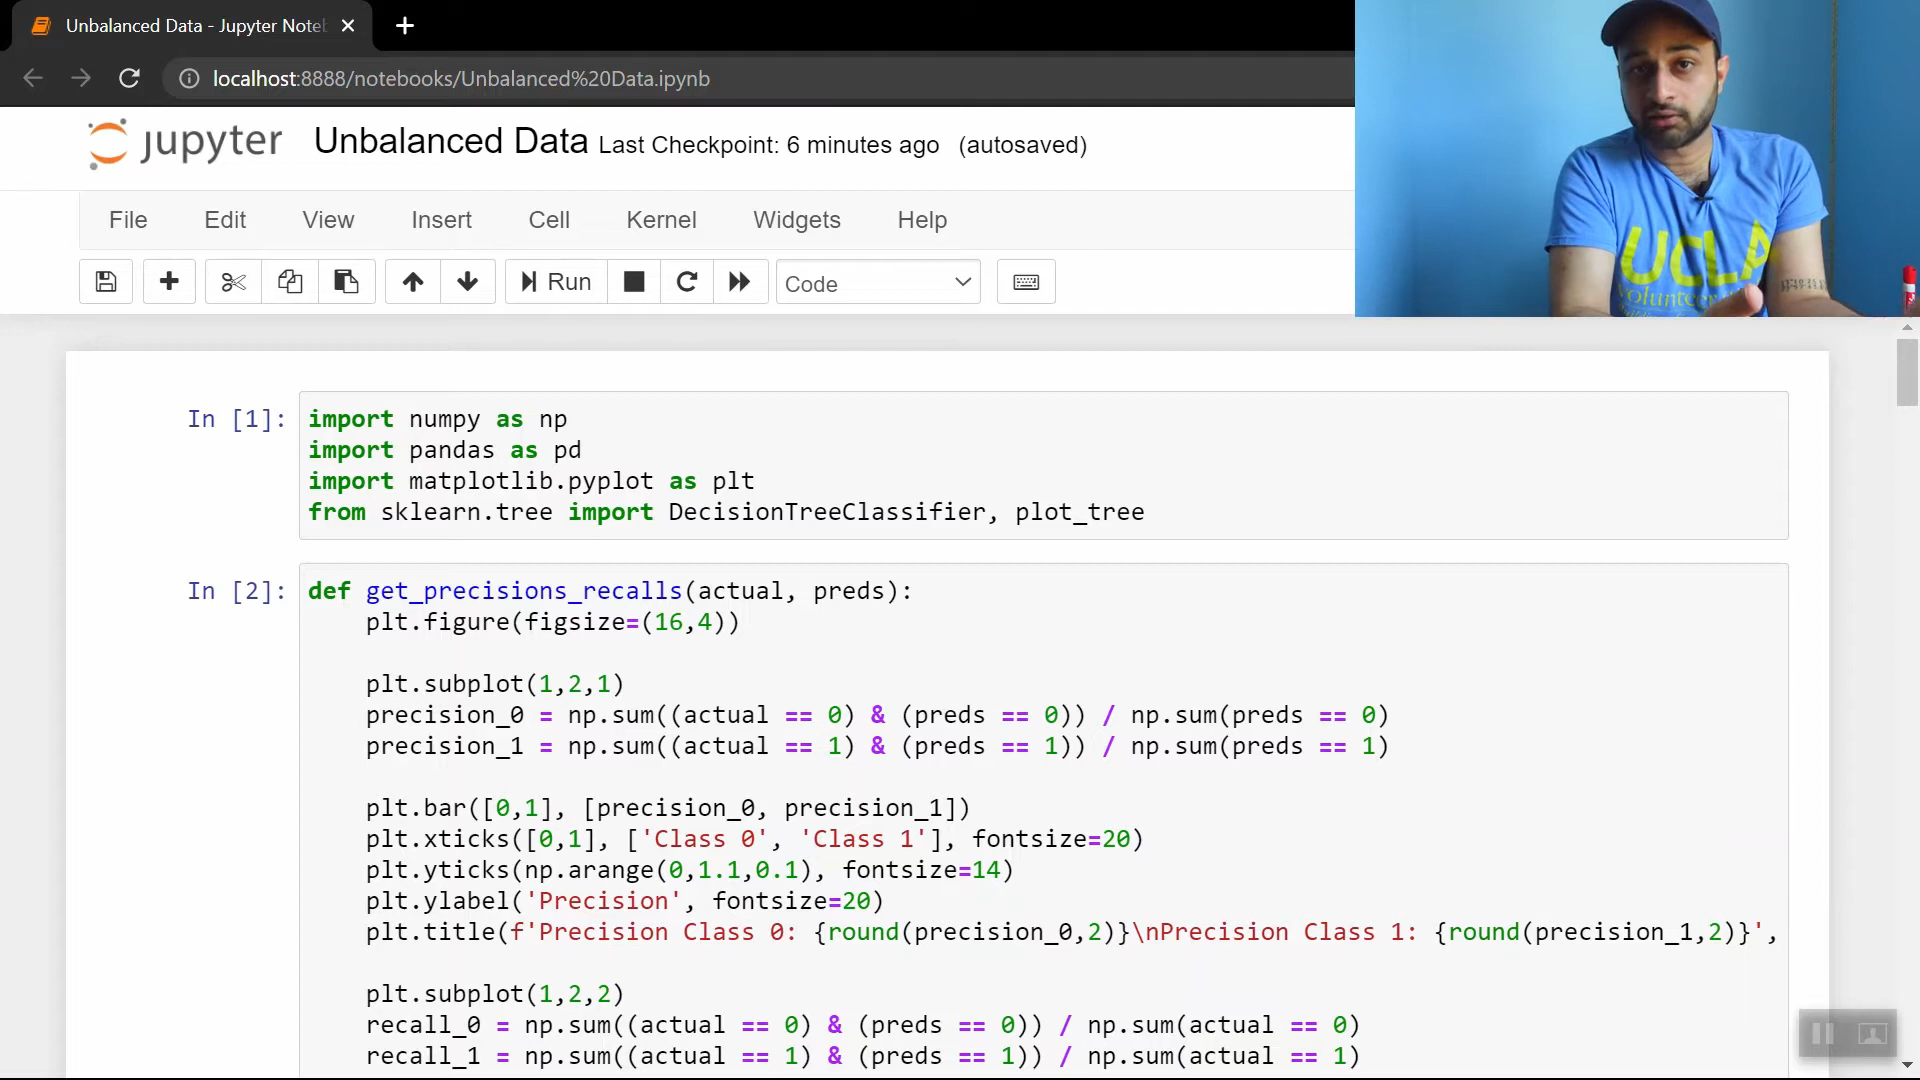 Unbalanced Data - Jupyter Noteb
localhost:8888/notebooks/Unbalanced%20Data.ipynb
jupyter Unbalanced Data Last Checkpoint: 6 minutes ago (autosaved)
UCLA
Volunteer
File Edit View Insert Cell Kernel Widgets Help
Run Code
In [1]: import numpy as np
import pandas as pd
import matplotlib.pyplot as plt
from sklearn.tree import DecisionTreeClassifier, plot_tree
In [2]: def get_precisions_recalls(actual, preds):
plt.figure(figsize=(16,4))
plt.subplot(1,2,1)
precision_0 = np.sum((actual == 0) & (preds == 0)) / np.sum(preds == 0)
precision_1 = np.sum((actual == 1) & (preds == 1)) / np.sum(preds == 1)
plt.bar([0,1], [precision_0, precision_1])
plt.xticks([0,1], ['Class 0', 'Class 1'], fontsize=20)
plt.yticks(np.arange(0,1.1,0.1), fontsize=14)
plt.ylabel('Precision', fontsize=20)
plt.title(f'Precision Class 0: {round(precision_0,2)}\nPrecision Class 1: {round(precision_1,2)}',
plt.subplot(1,2,2)
recall_0 = np.sum((actual == 0) & (preds == 0)) / np.sum(actual == 0)
recall_1 = np.sum((actual == 1) & (preds == 1)) / np.sum(actual == 1)